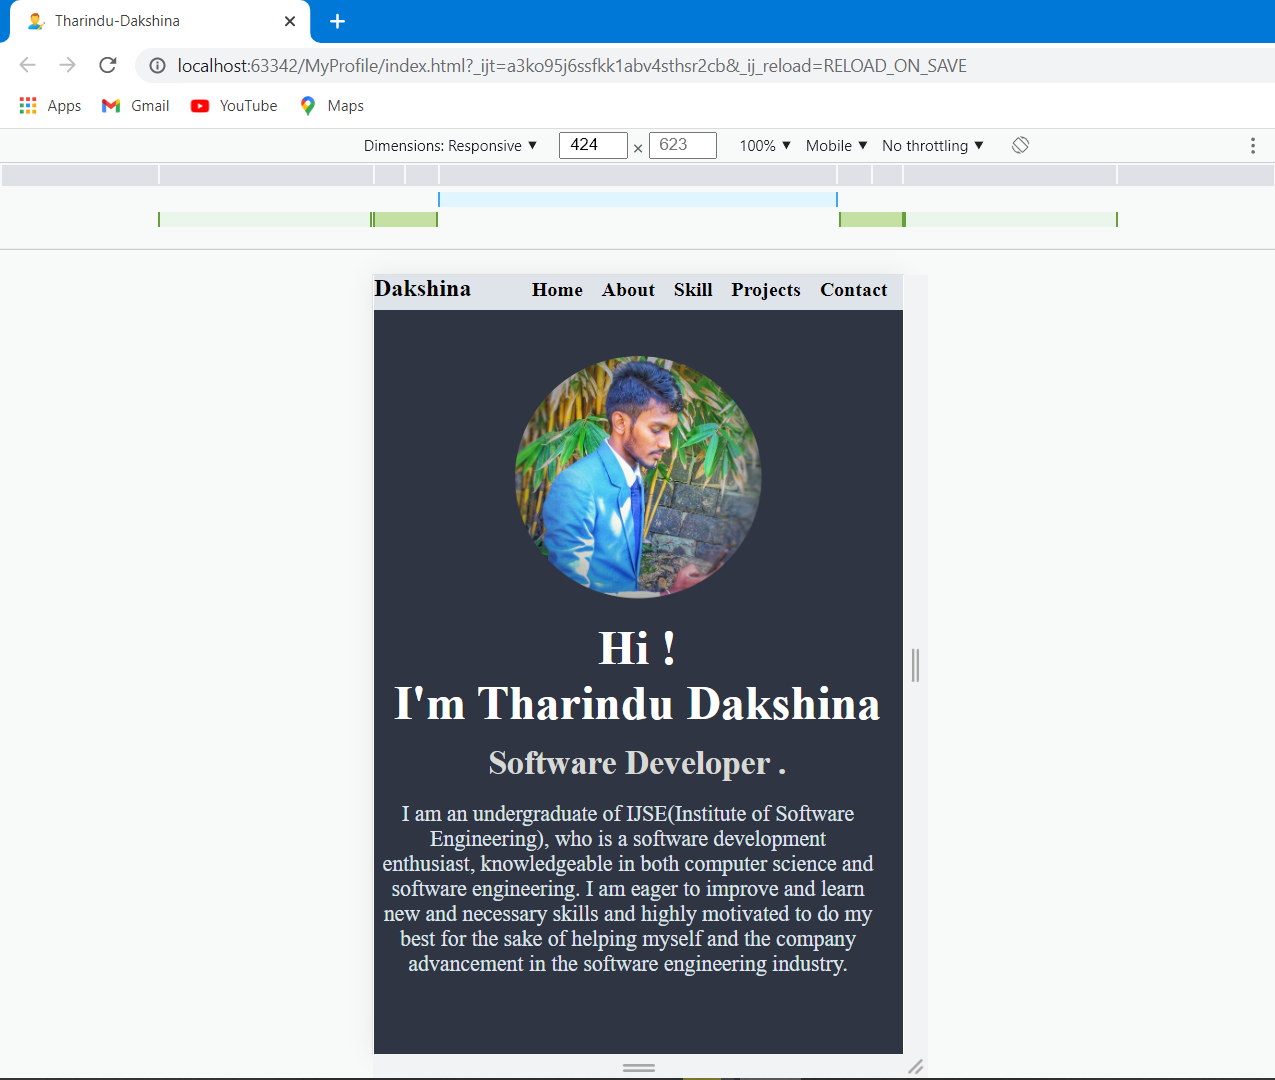 Tharindu-Dakshina
localhost:63342/MyProfile/index.html?_ijt=a3ko95j6ssfkk1abv4sthsr2cb&_ij_reload=RELOAD_ON_SAVE
Apps Gmail YouTube Maps
Dimensions: Responsive 424 × 623 100% Mobile No throttling
Dakshina Home About Skill Projects Contact
Hi !
I'm Tharindu Dakshina
Software Developer .
I am an undergraduate of IJSE(Institute of Software
Engineering), who is a software development
enthusiast, knowledgeable in both computer science and
software engineering. I am eager to improve and learn
new and necessary skills and highly motivated to do my
best for the sake of helping myself and the company
advancement in the software engineering industry.